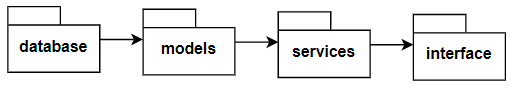 database
models
services
interface